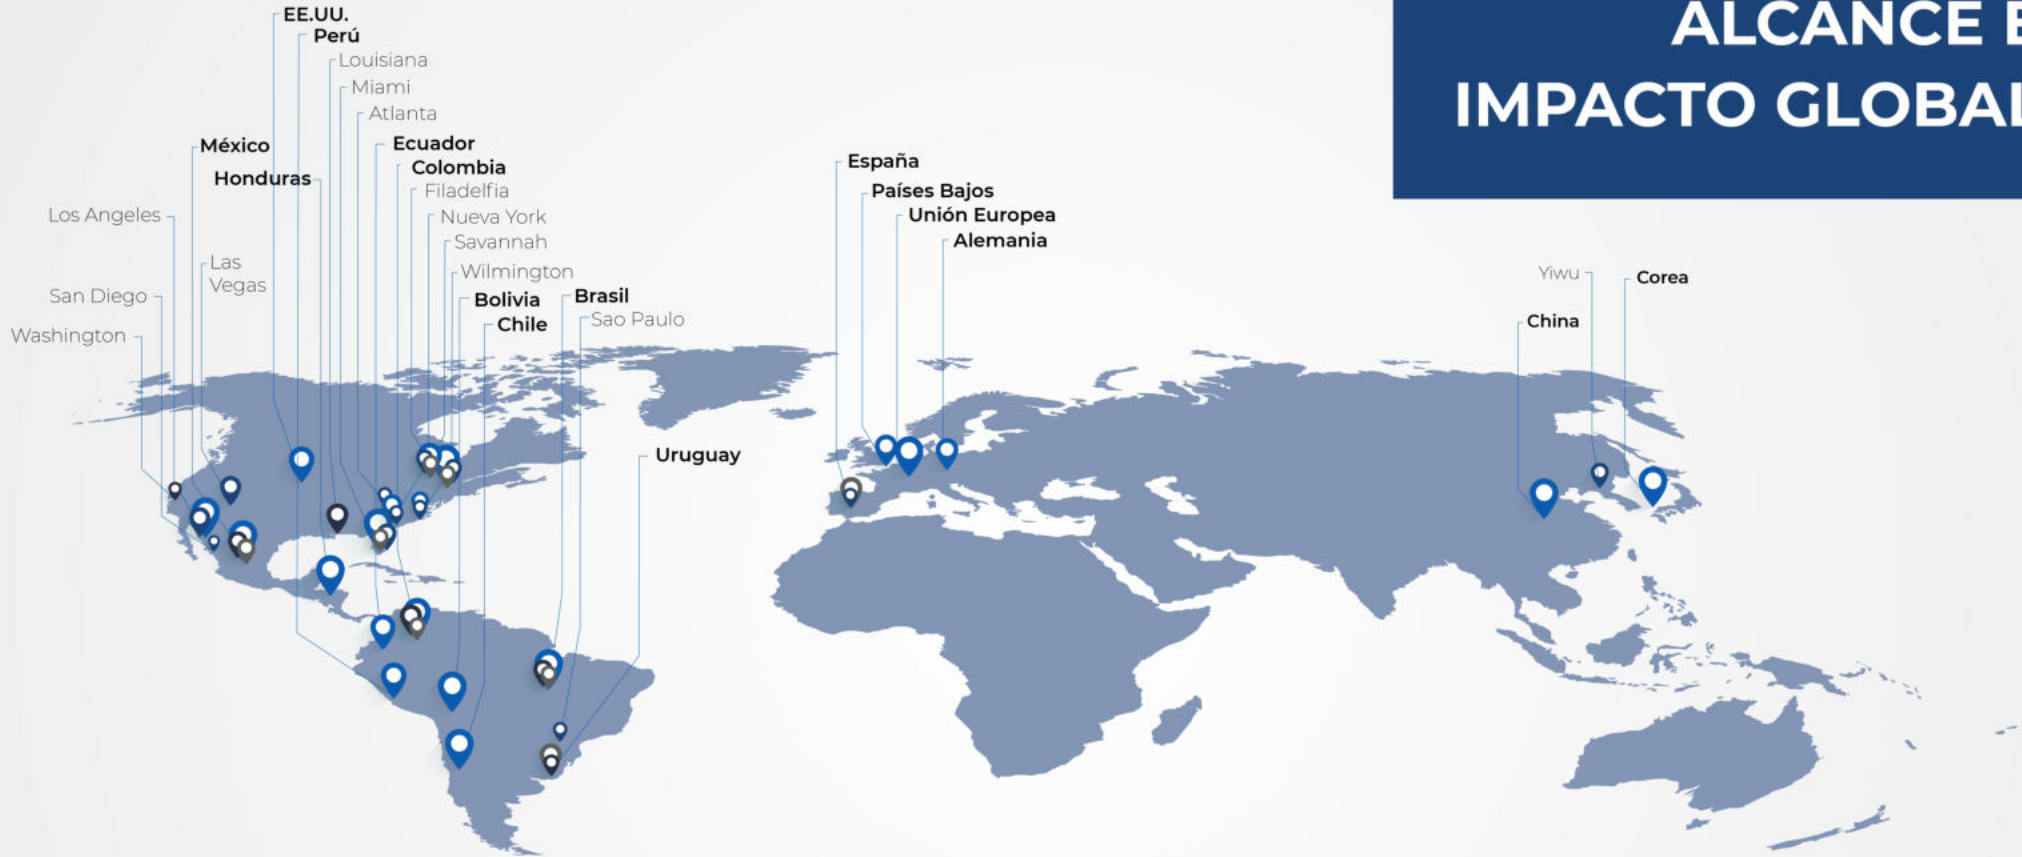 ALCANCE E
IMPACTO GLOBAL
EE.UU.
Perú
Louisiana
Miami
Atlanta
México
Ecuador
Colombia
Honduras
Filadelfia
Los Angeles
Nueva York
Savannah
Las
Vegas
Wilmington
San Diego
Bolivia
Brasil
Chile
Sao Paulo
Washington
Uruguay
España
Países Bajos
Unión Europea
Alemania
Yiwu
Corea
China